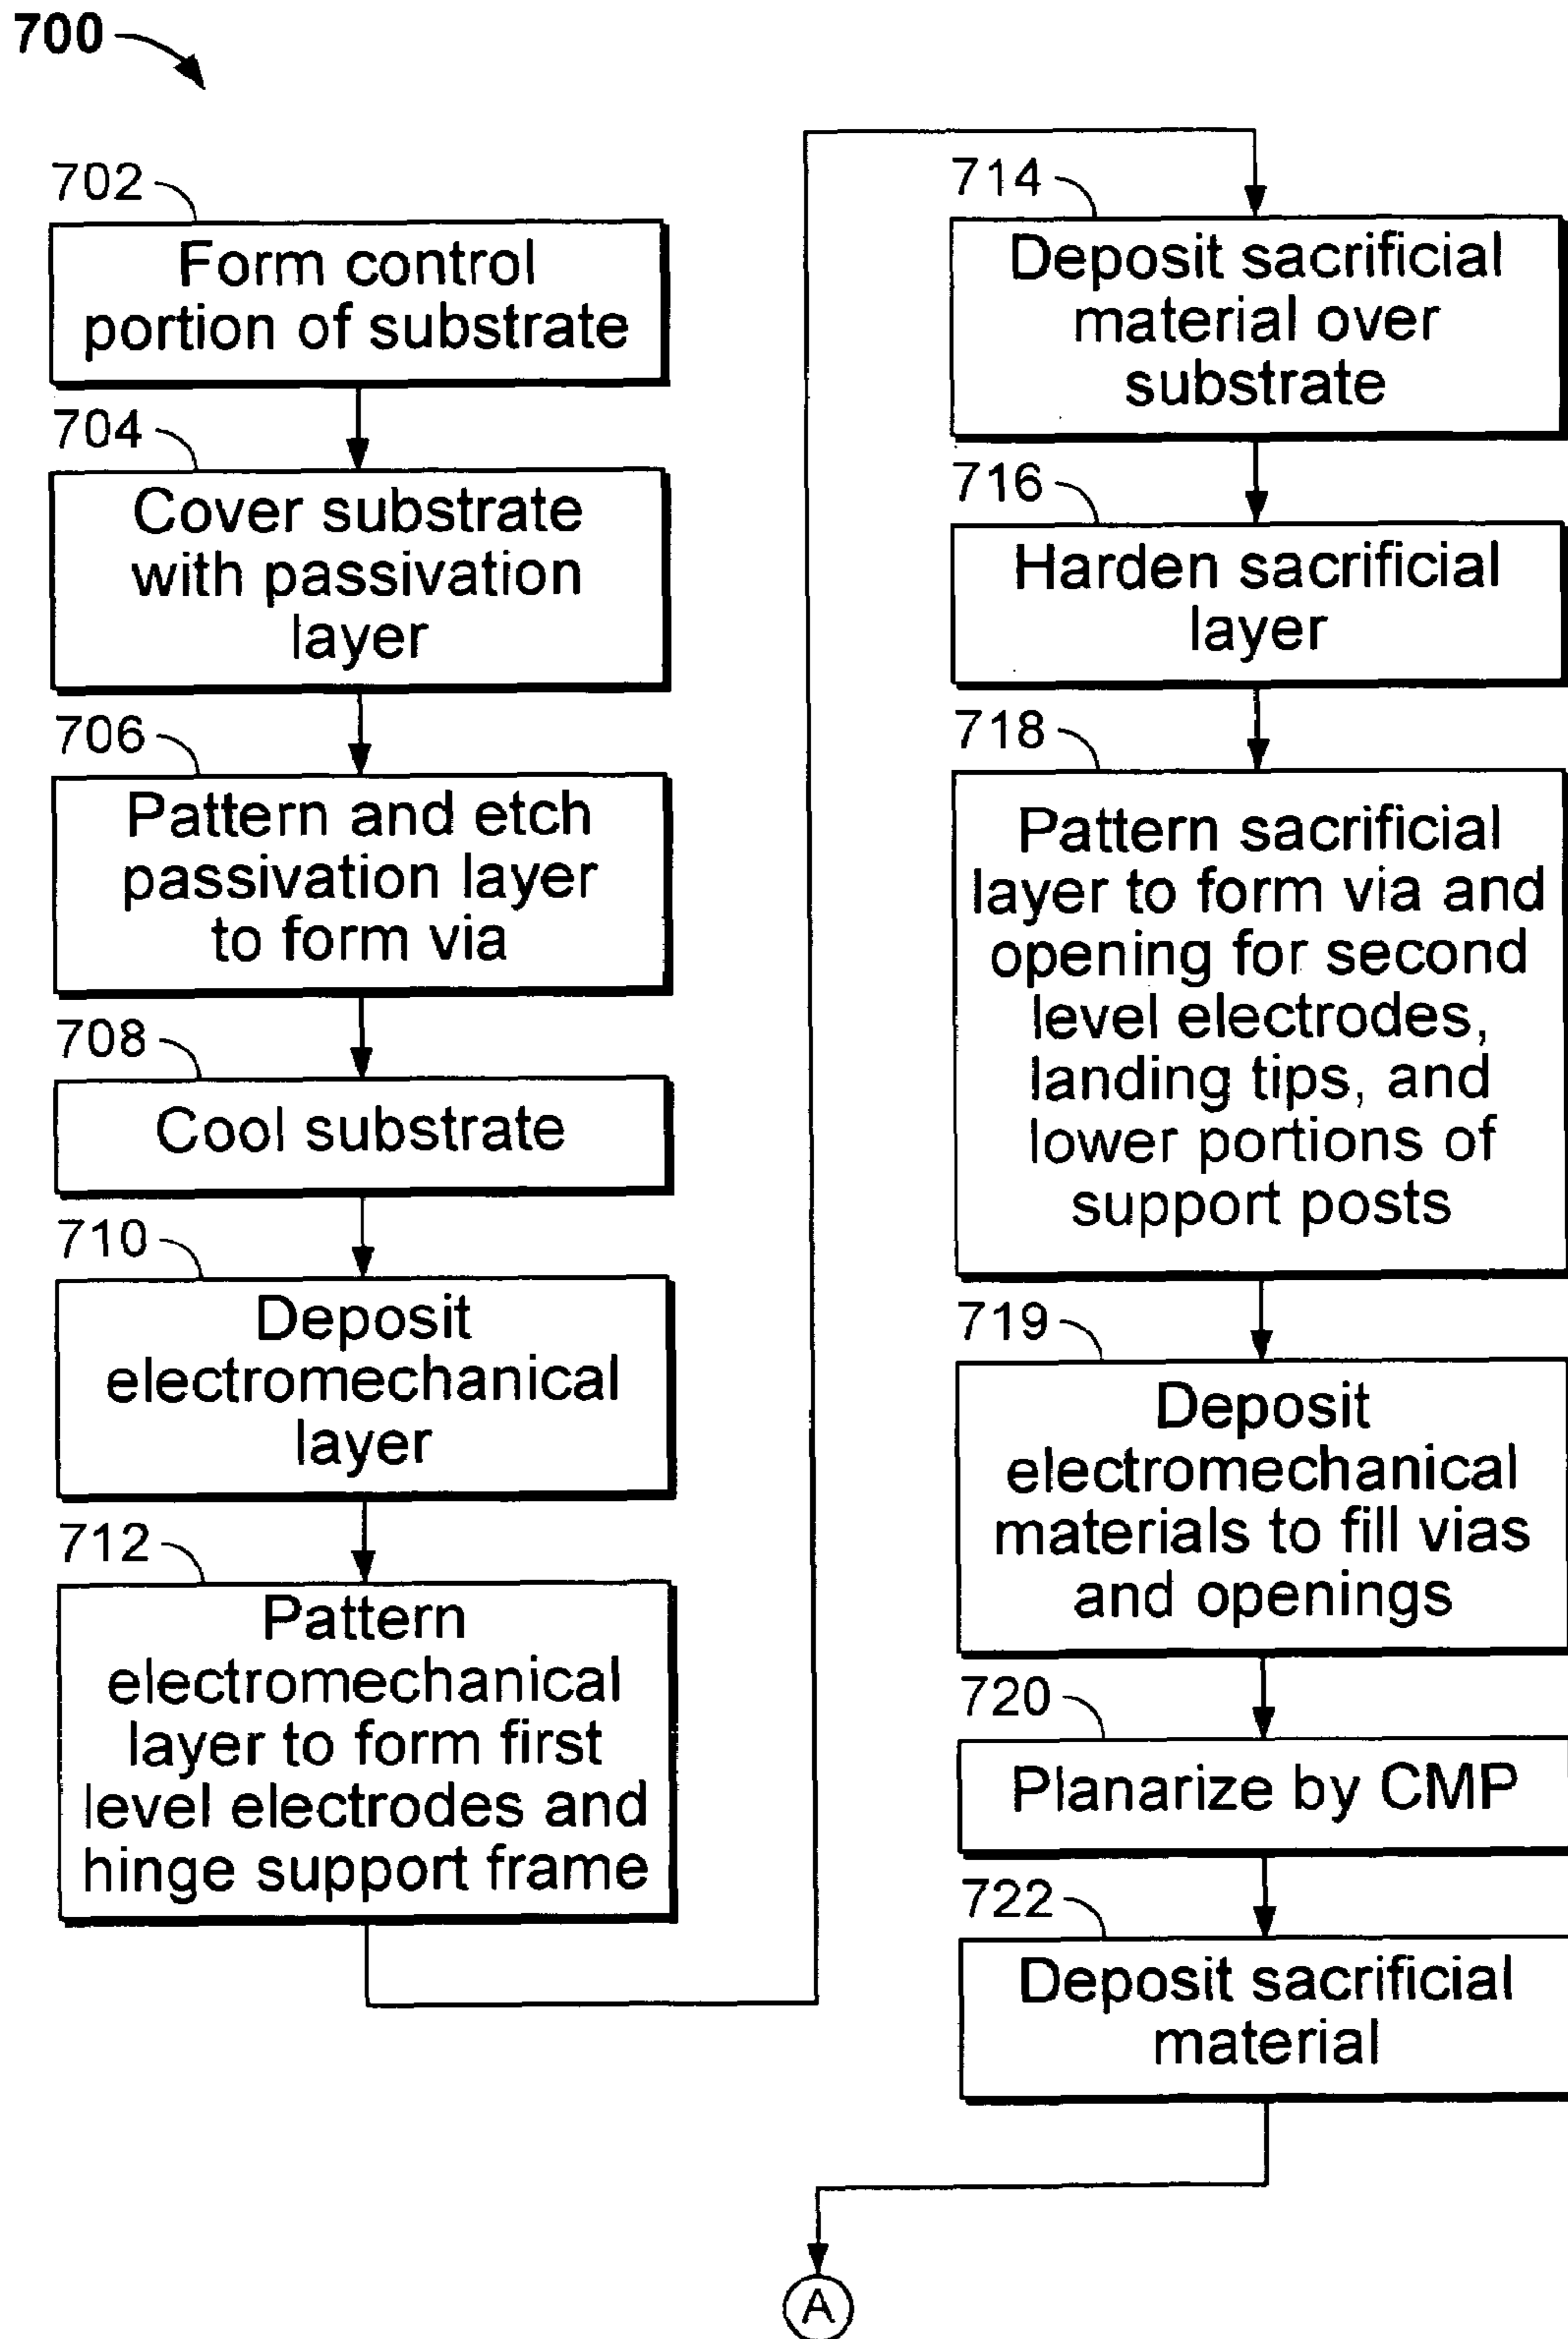 700
702
Form control
portion of substrate
704
Cover substrate
with passivation
layer
706
Pattern and etch
passivation layer
to form via
708
Cool substrate
710
Deposit
electromechanical
layer
712
Pattern
electromechanical
layer to form first
level electrodes and
hinge support frame
714
Deposit sacrificial
material over
substrate
716
Harden sacrificial
layer
718
Pattern sacrificial
layer to form via and
opening for second
level electrodes,
landing tips, and
lower portions of
support posts
719
Deposit
electromechanical
materials to fill vias
and openings
720
Planarize by CMP
722
Deposit sacrificial
material
A